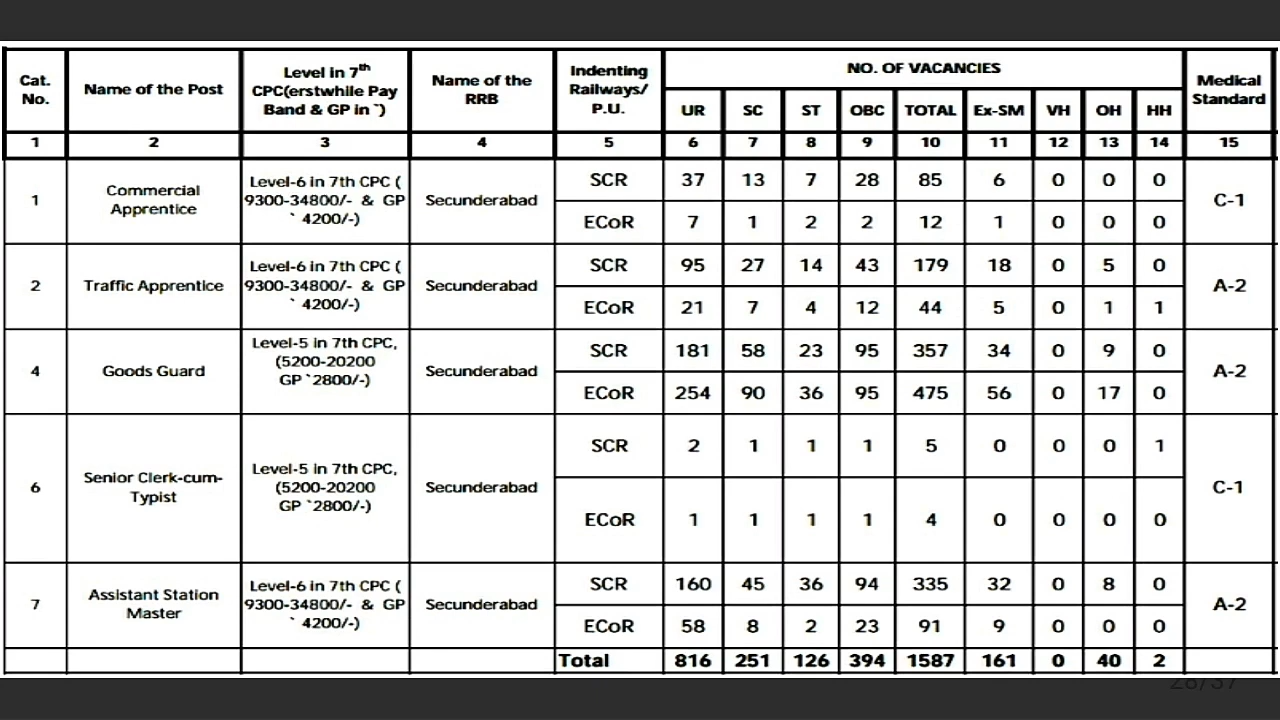 Cat. No. | Name of the Post | Level in 7th CPC(erstwhile Pay Band & GP in `) | Name of the RRB | Indenting Railways/ P.U. | NO. OF VACANCIES | Medical Standard
UR | SC | ST | OBC | TOTAL | Ex-SM | VH | OH | HH
1 | 2 | 3 | 4 | 5 | 6 | 7 | 8 | 9 | 10 | 11 | 12 | 13 | 14 | 15
1 | Commercial Apprentice | Level-6 in 7th CPC ( 9300-34800/- & GP ` 4200/-) | Secunderabad | SCR | 37 | 13 | 7 | 28 | 85 | 6 | 0 | 0 | 0 | C-1
ECoR | 7 | 1 | 2 | 2 | 12 | 1 | 0 | 0 | 0
2 | Traffic Apprentice | Level-6 in 7th CPC ( 9300-34800/- & GP ` 4200/-) | Secunderabad | SCR | 95 | 27 | 14 | 43 | 179 | 18 | 0 | 5 | 0 | A-2
ECoR | 21 | 7 | 4 | 12 | 44 | 5 | 0 | 1 | 1
4 | Goods Guard | Level-5 in 7th CPC, (5200-20200 GP `2800/-) | Secunderabad | SCR | 181 | 58 | 23 | 95 | 357 | 34 | 0 | 9 | 0 | A-2
ECoR | 254 | 90 | 36 | 95 | 475 | 56 | 0 | 17 | 0
6 | Senior Clerk-cum-Typist | Level-5 in 7th CPC, (5200-20200 GP `2800/-) | Secunderabad | SCR | 2 | 1 | 1 | 1 | 5 | 0 | 0 | 0 | 1 | C-1
ECoR | 1 | 1 | 1 | 1 | 4 | 0 | 0 | 0 | 0
7 | Assistant Station Master | Level-6 in 7th CPC ( 9300-34800/- & GP ` 4200/-) | Secunderabad | SCR | 160 | 45 | 36 | 94 | 335 | 32 | 0 | 8 | 0 | A-2
ECoR | 58 | 8 | 2 | 23 | 91 | 9 | 0 | 0 | 0
Total | 816 | 251 | 126 | 394 | 1587 | 161 | 0 | 40 | 2
28/37